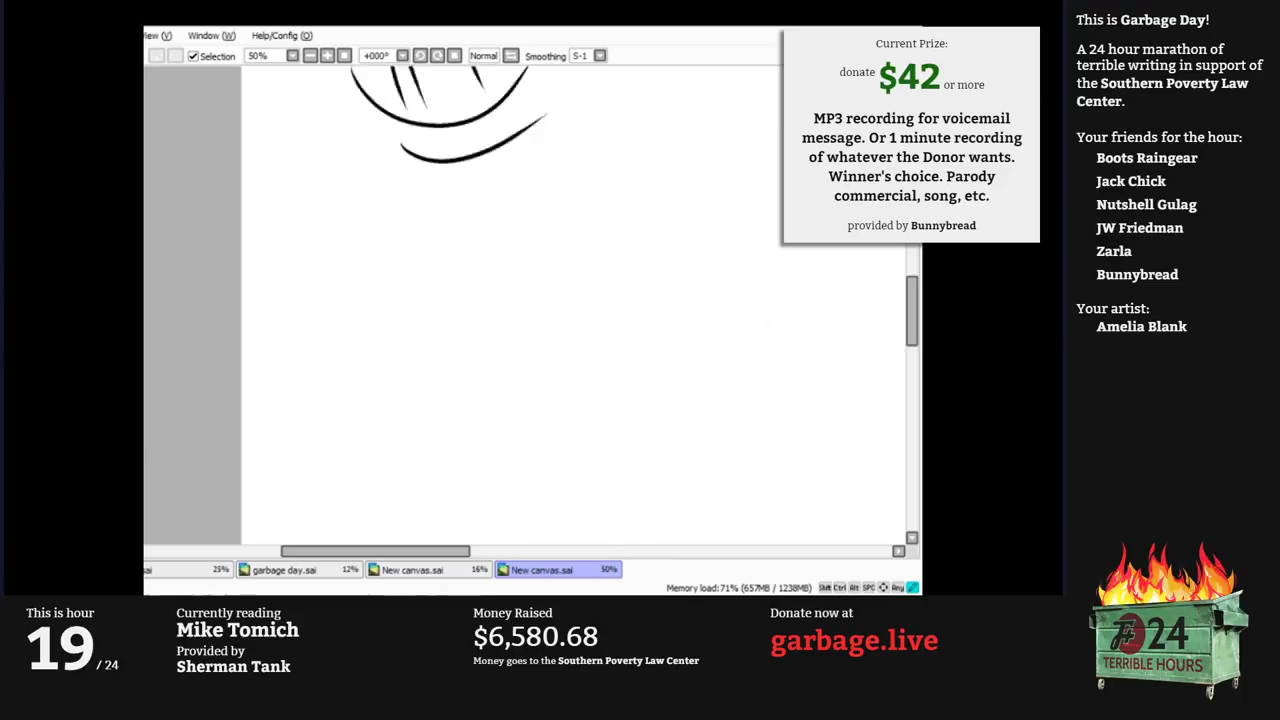 iew (V) Window (W) Help/Config (O)
Selection 50% +000° Normal Smoothing S-1
Current Prize:
donate $42 or more
MP3 recording for voicemail
message. Or 1 minute recording
of whatever the Donor wants.
Winner's choice. Parody
commercial, song, etc.
provided by Bunnybread
This is Garbage Day!
A 24 hour marathon of
terrible writing in support of
the Southern Poverty Law
Center.
Your friends for the hour:
Boots Raingear
Jack Chick
Nutshell Gulag
JW Friedman
Zarla
Bunnybread
Your artist:
Amelia Blank
sai 25% garbage day.sai 12% New canvas.sai 16% New canvas.sai 50%
Memory load:71% (657MB / 1238MB) Shft Ctrl Alt SPC Any
This is hour
19 / 24
Currently reading
Mike Tomich
Provided by
Sherman Tank
Money Raised
$6,580.68
Money goes to the Southern Poverty Law Center
Donate now at
garbage.live
24
TERRIBLE HOURS